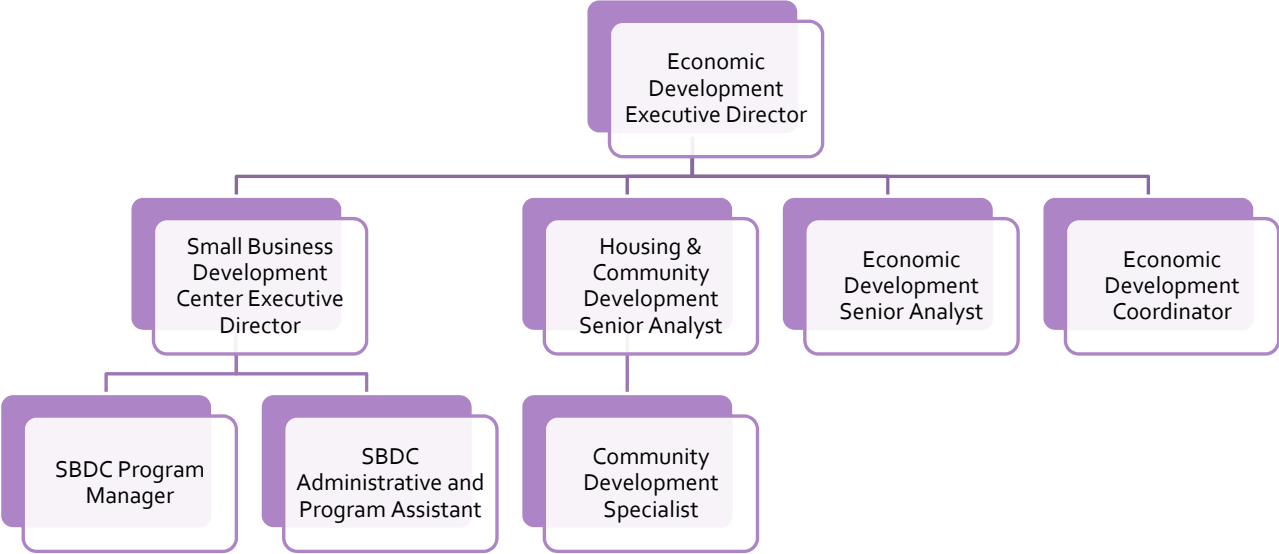 Economic
Development
Executive Director
Small Business
Development
Center Executive
Director
Housing &
Community
Development
Senior Analyst
Economic
Development
Senior Analyst
Economic
Development
Coordinator
SBDC Program
Manager
SBDC
Administrative and
Program Assistant
Community
Development
Specialist